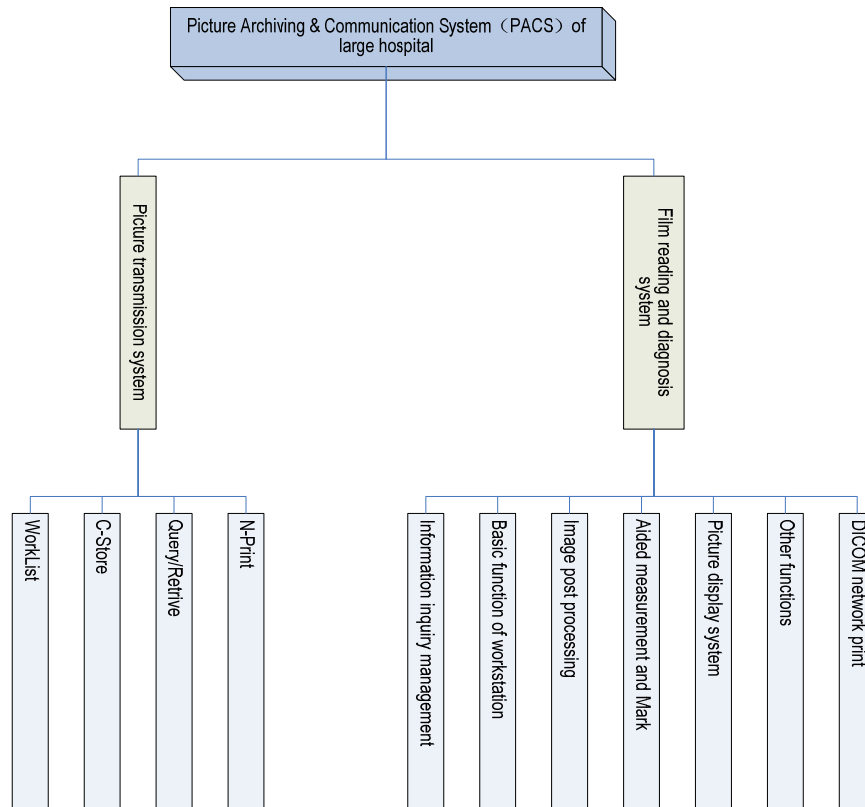 Picture Archiving & Communication System（PACS）of
large hospital
Picture transmission system
Film reading and diagnosis
system
WorkList
C-Store
Query/Retrive
N-Print
Information inquiry management
Basic function of workstation
Image post processing
Aided measurement and Mark
Picture display system
Other functions
DICOM network print